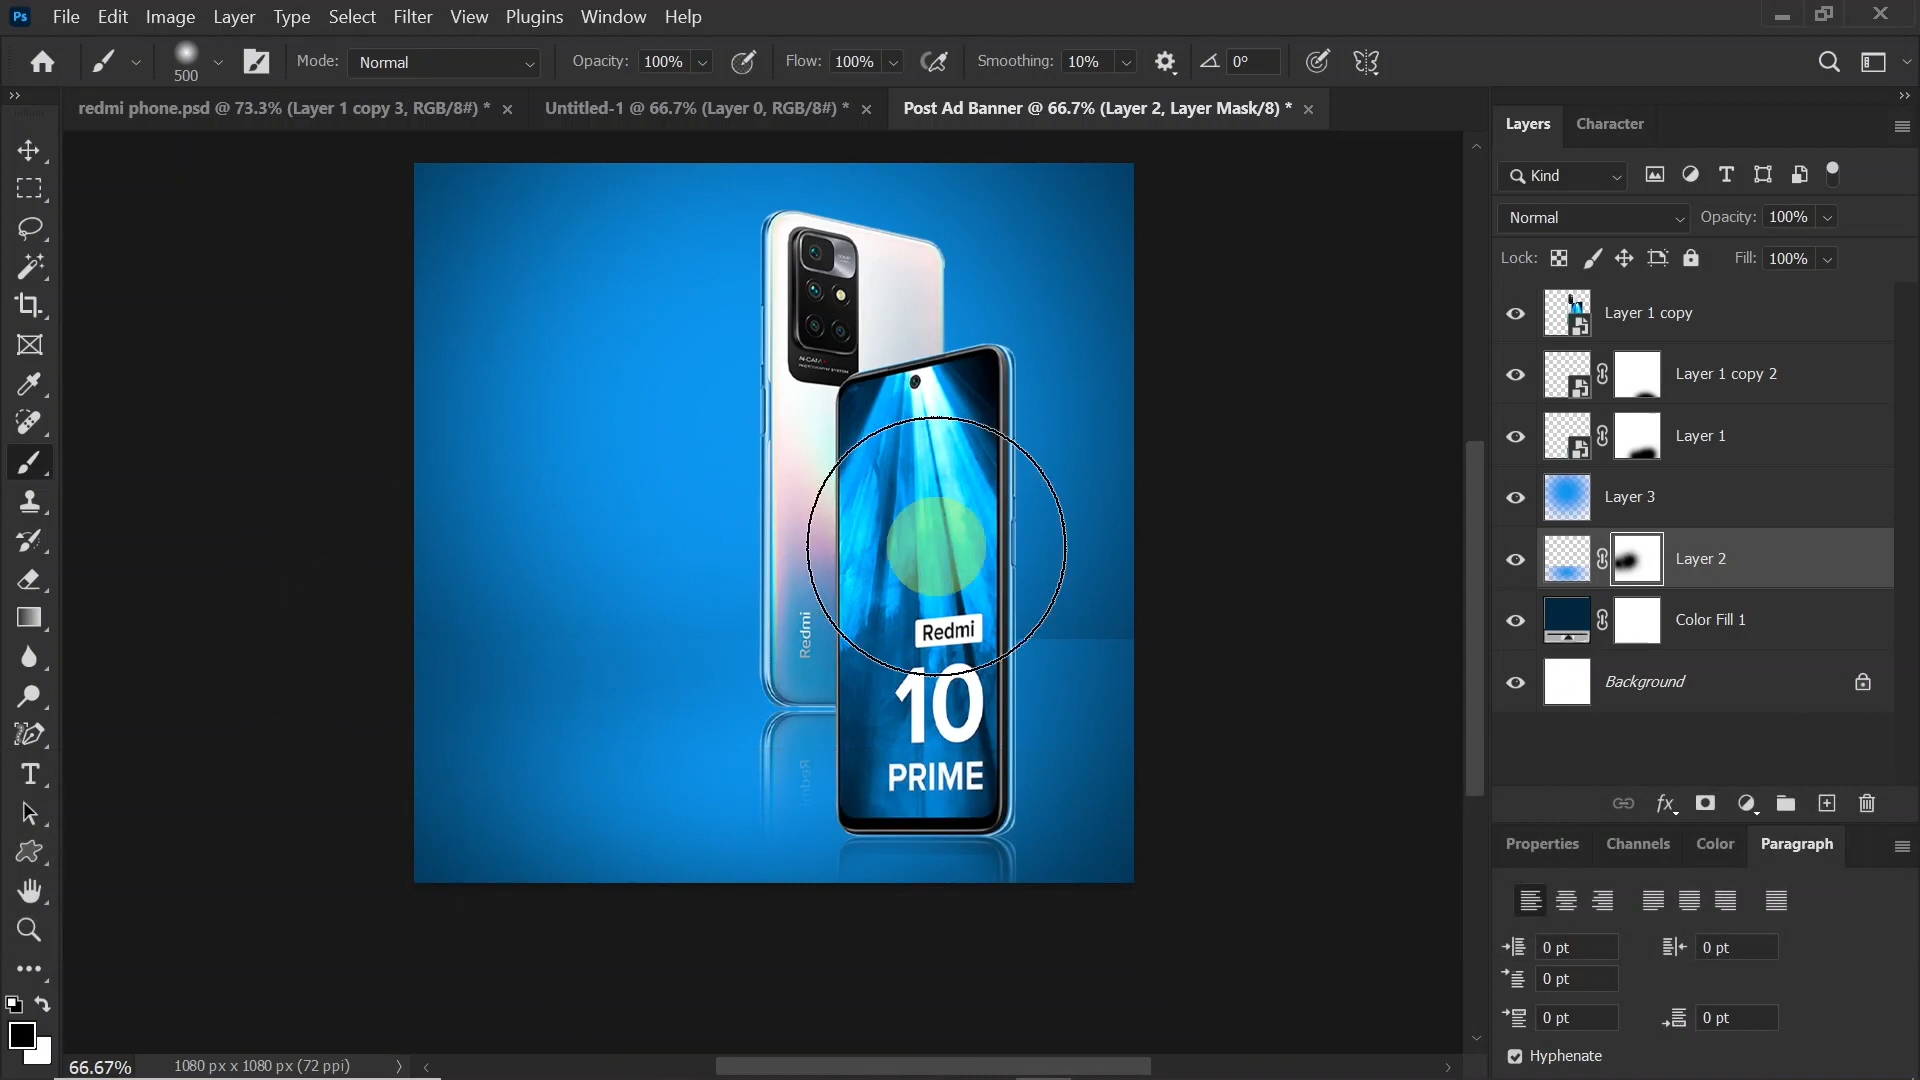 Ps File Edit Image Layer Type Select Filter View Plugins Window Help
500 Mode: Normal Opacity: 100% Flow: 100% Smoothing: 10% 0°
redmi phone.psd @ 73.3% (Layer 1 copy 3, RGB/8#) * Untitled-1 @ 66.7% (Layer 0, RGB/8#) * Post Ad Banner @ 66.7% (Layer 2, Layer Mask/8) *
Layers Character
Kind
Normal Opacity: 100%
Lock: Fill: 100%
Layer 1 copy
Layer 1 copy 2
Layer 1
Layer 3
Layer 2
Color Fill 1
Background
fx
Properties Channels Color Paragraph
0 pt 0 pt
0 pt
0 pt 0 pt
Hyphenate
Redmi
Redmi
10
PRIME
Redmi
66.67% 1080 px x 1080 px (72 ppi)